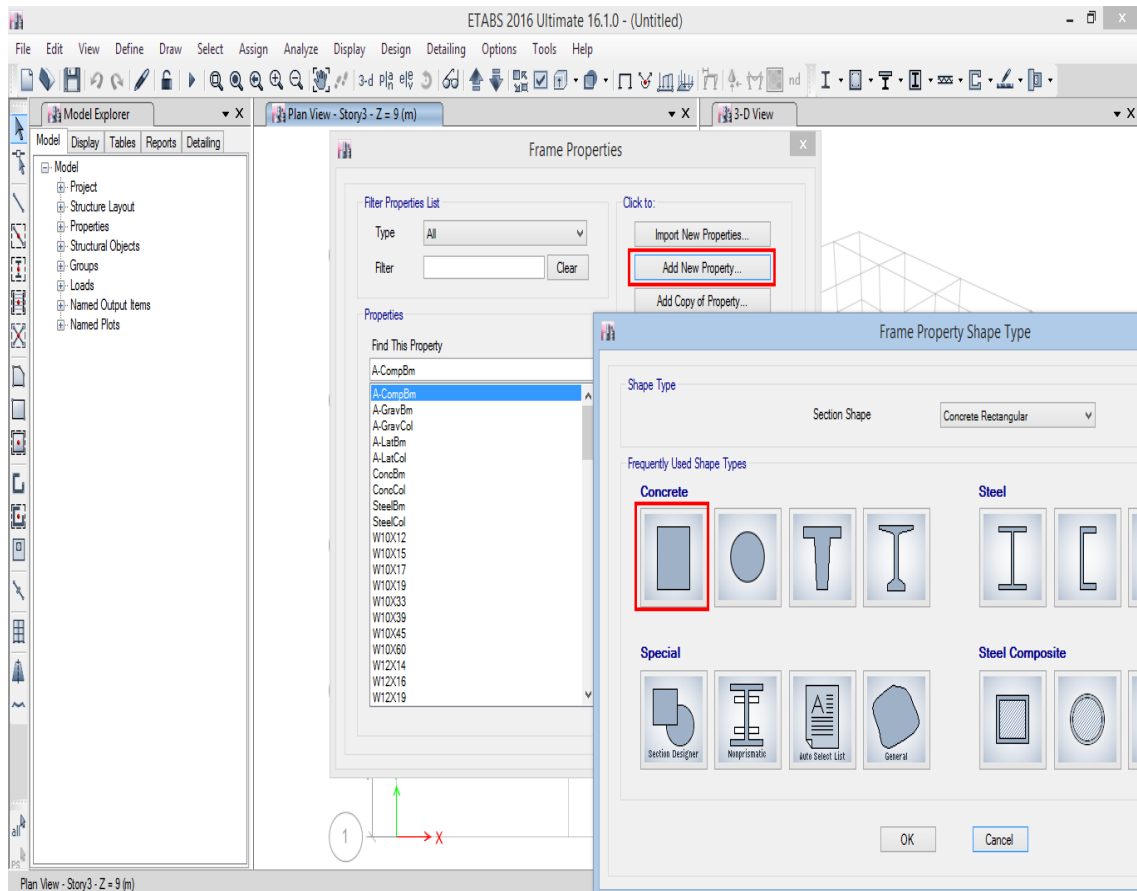 ETABS 2016 Ultimate 16.1.0 - (Untitled)
File Edit View Define Draw Select Assign Analyze Display Design Detailing Options Tools Help
3-d
nd
Model Explorer
Plan View - Story3 - Z = 9 (m)
3-D View
Model Display Tables Reports Detailing
Model
Project
Structure Layout
Properties
Structural Objects
Groups
Loads
Named Output Items
Named Plots
Frame Properties
Filter Properties List
Type All
Filter Clear
Click to:
Import New Properties...
Add New Property...
Add Copy of Property...
Properties
Find This Property
A-CompBm
A-CompBm
A-GravBm
A-GravCol
A-LatBm
A-LatCol
ConcBm
ConcCol
SteelBm
SteelCol
W10X12
W10X15
W10X17
W10X19
W10X33
W10X39
W10X45
W10X60
W12X14
W12X16
W12X19
Frame Property Shape Type
Shape Type
Section Shape Concrete Rectangular
Frequently Used Shape Types
Concrete
Steel
Special
Steel Composite
Section Designer
Nonprismatic
Auto Select List
General
OK Cancel
1
X
all
PS
Plan View - Story3 - Z = 9 (m)